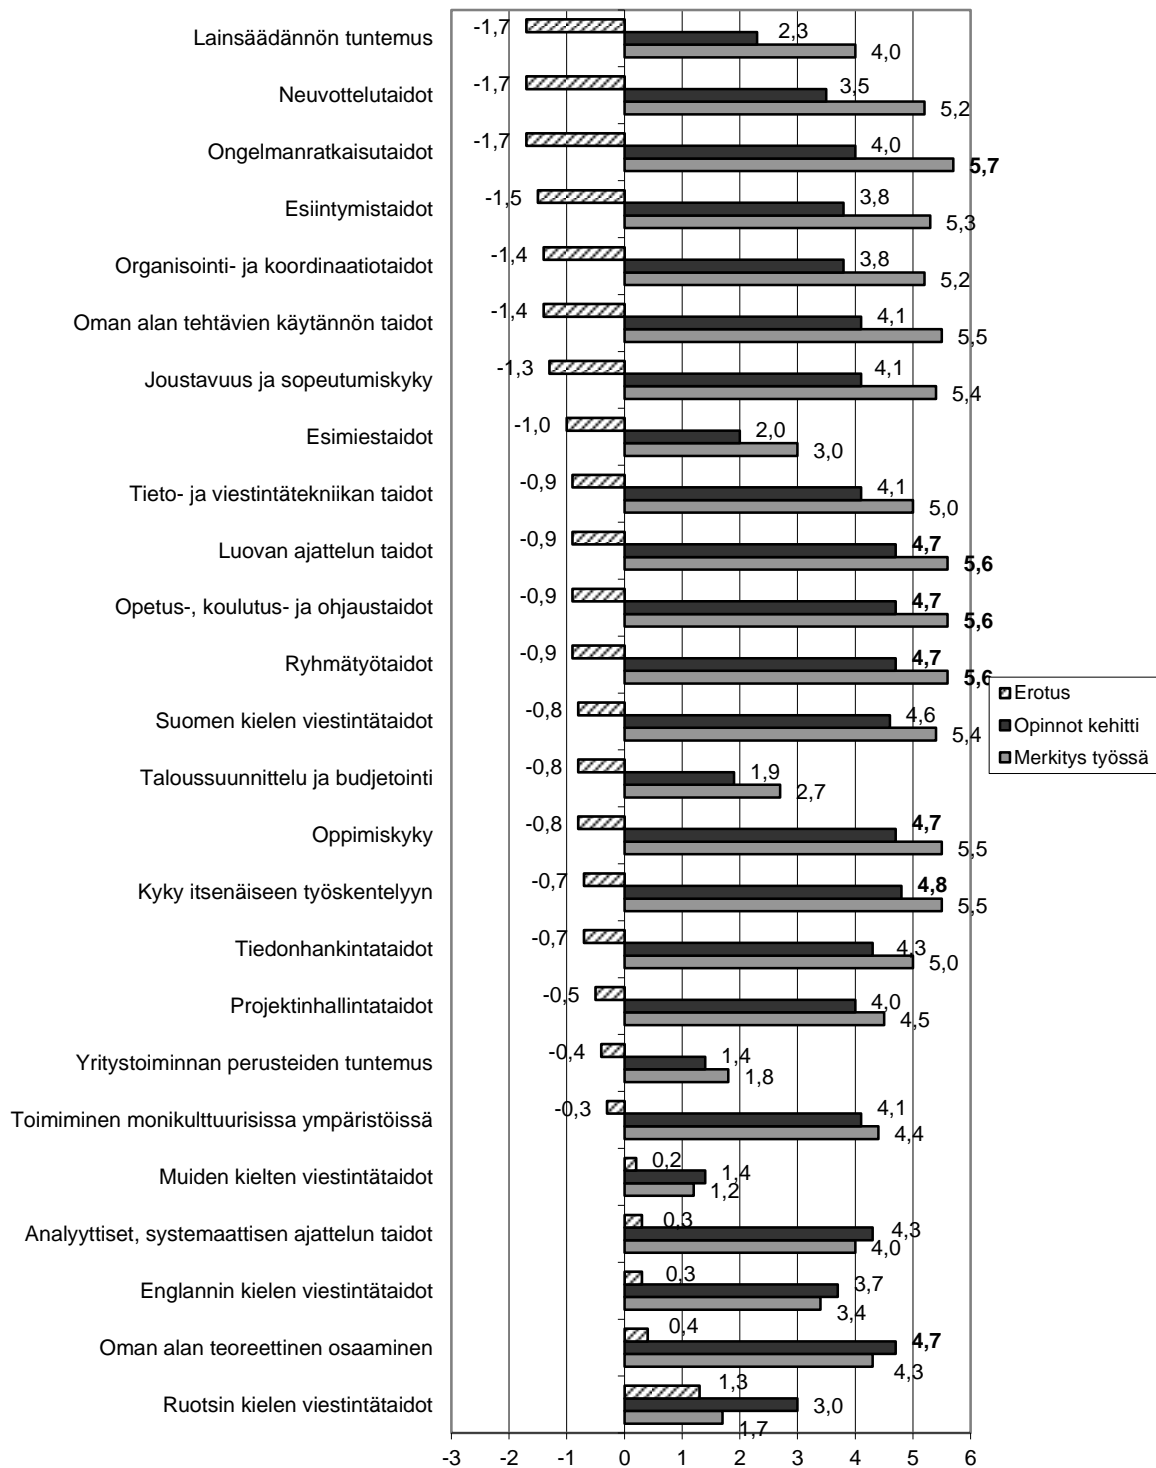 Lainsäädännön tuntemus -1,7 2,3 4,0
Neuvottelutaidot -1,7 3,5 5,2
Ongelmanratkaisutaidot -1,7 4,0 5,7
Esiintymistaidot -1,5 3,8 5,3
Organisointi- ja koordinaatiotaidot -1,4 3,8 5,2
Oman alan tehtävien käytännön taidot -1,4 4,1 5,5
Joustavuus ja sopeutumiskyky -1,3 4,1 5,4
Esimiestaidot -1,0 2,0 3,0
Tieto- ja viestintätekniikan taidot -0,9 4,1 5,0
Luovan ajattelun taidot -0,9 4,7 5,6
Opetus-, koulutus- ja ohjaustaidot -0,9 4,7 5,6
Ryhmätyötaidot -0,9 4,7 5,6
Suomen kielen viestintätaidot -0,8 4,6 5,4
Taloussuunnittelu ja budjetointi -0,8 1,9 2,7
Oppimiskyky -0,8 4,7 5,5
Kyky itsenäiseen työskentelyyn -0,7 4,8 5,5
Tiedonhankintataidot -0,7 4,3 5,0
Projektinhallintataidot -0,5 4,0 4,5
Yritystoiminnan perusteiden tuntemus -0,4 1,4 1,8
Toimiminen monikulttuurisissa ympäristöissä -0,3 4,1 4,4
Muiden kielten viestintätaidot 0,2 1,4 1,2
Analyyttiset, systemaattisen ajattelun taidot 0,3 4,3 4,0
Englannin kielen viestintätaidot 0,3 3,7 3,4
Oman alan teoreettinen osaaminen 0,4 4,7 4,3
Ruotsin kielen viestintätaidot 1,3 3,0 1,7
-3 -2 -1 0 1 2 3 4 5 6
Erotus
Opinnot kehitti
Merkitys työssä